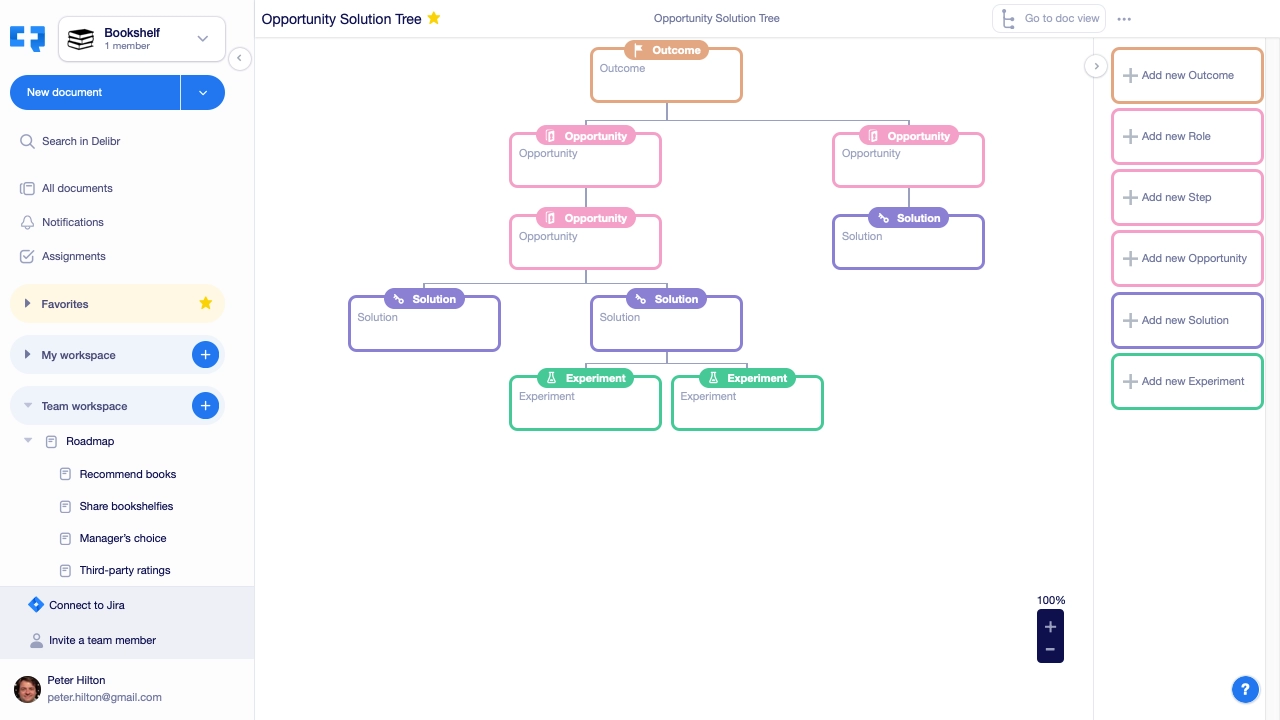 Bookshelf
1 member
New document
Search in Delibr
All documents
Notifications
Assignments
Favorites
My workspace
Team workspace
Roadmap
Recommend books
Share bookshelfies
Manager's choice
Third-party ratings
Connect to Jira
Invite a team member
Peter Hilton
peter.hilton@gmail.com
Opportunity Solution Tree
Opportunity Solution Tree
Go to doc view
Outcome
Outcome
Opportunity
Opportunity
Opportunity
Opportunity
Opportunity
Solution
Opportunity
Solution
Solution
Solution
Solution
Solution
Experiment
Experiment
Experiment
Experiment
100%
Add new Outcome
Add new Role
Add new Step
Add new Opportunity
Add new Solution
Add new Experiment
?